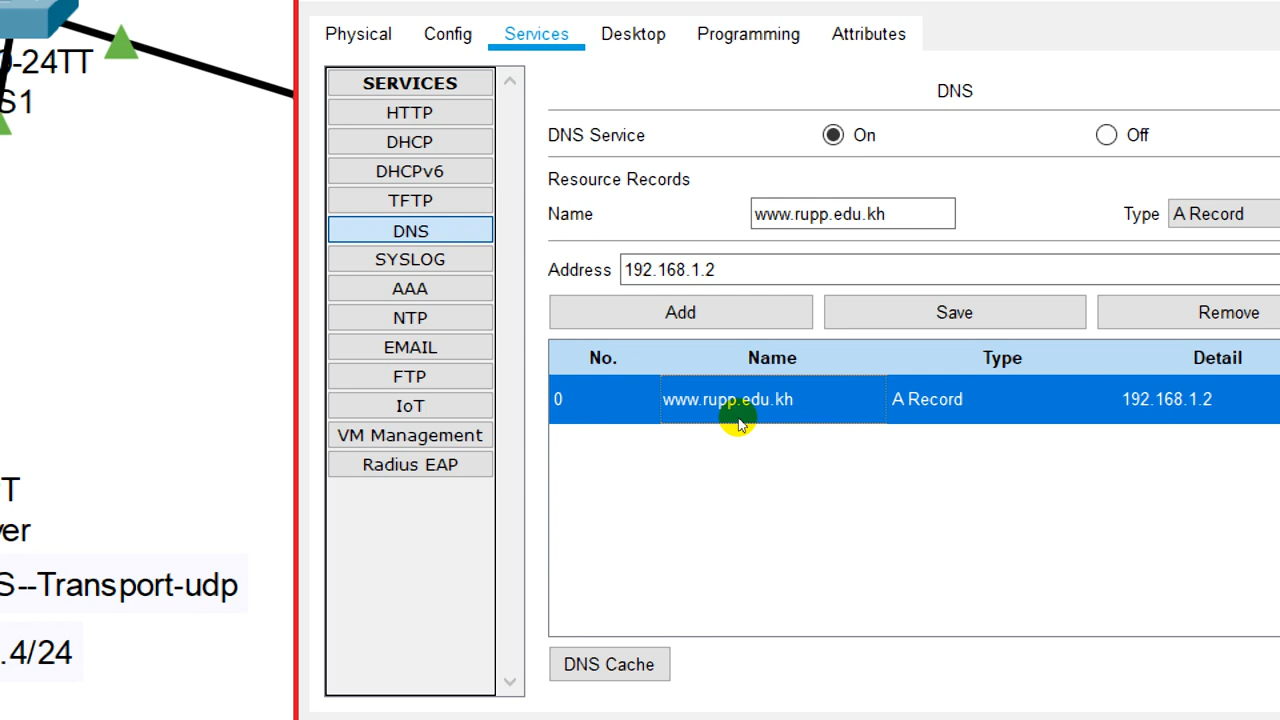 -24TT
S1
T
ver
S--Transport-udp
.4/24
Physical Config Services Desktop Programming Attributes
SERVICES
HTTP
DHCP
DHCPv6
TFTP
DNS
SYSLOG
AAA
NTP
EMAIL
FTP
IoT
VM Management
Radius EAP
DNS
DNS Service On Off
Resource Records
Name www.rupp.edu.kh Type A Record
Address 192.168.1.2
Add Save Remove
No. Name Type Detail
0 www.rupp.edu.kh A Record 192.168.1.2
DNS Cache